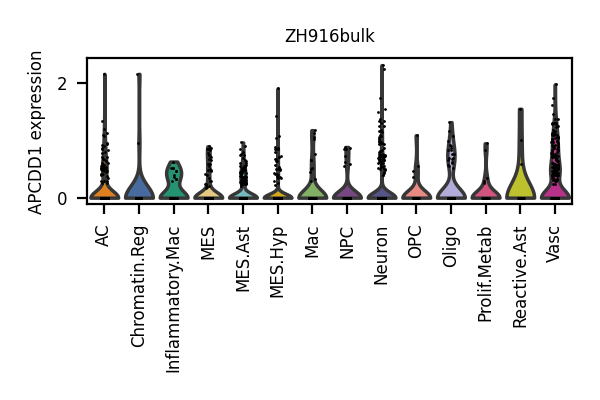 ZH916bulk
APCDD1 expression
2
0
AC
Chromatin.Reg
Inflammatory.Mac
MES
MES.Ast
MES.Hyp
Mac
NPC
Neuron
OPC
Oligo
Prolif.Metab
Reactive.Ast
Vasc